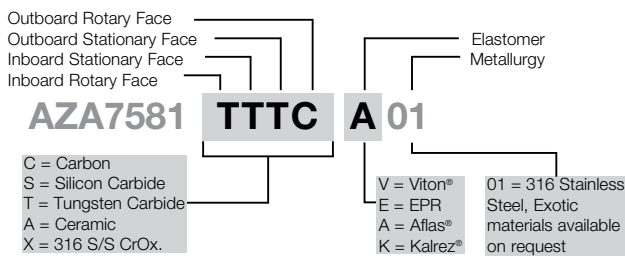 Outboard Rotary Face
Outboard Stationary Face
Inboard Stationary Face
Inboard Rotary Face
Elastomer
Metallurgy
AZA7581 TTTC A 01
C = Carbon
S = Silicon Carbide
T = Tungsten Carbide
A = Ceramic
X = 316 S/S CrOx.
V = Viton®
E = EPR
A = Aflas®
K = Kalrez®
01 = 316 Stainless
Steel, Exotic
materials available
on request